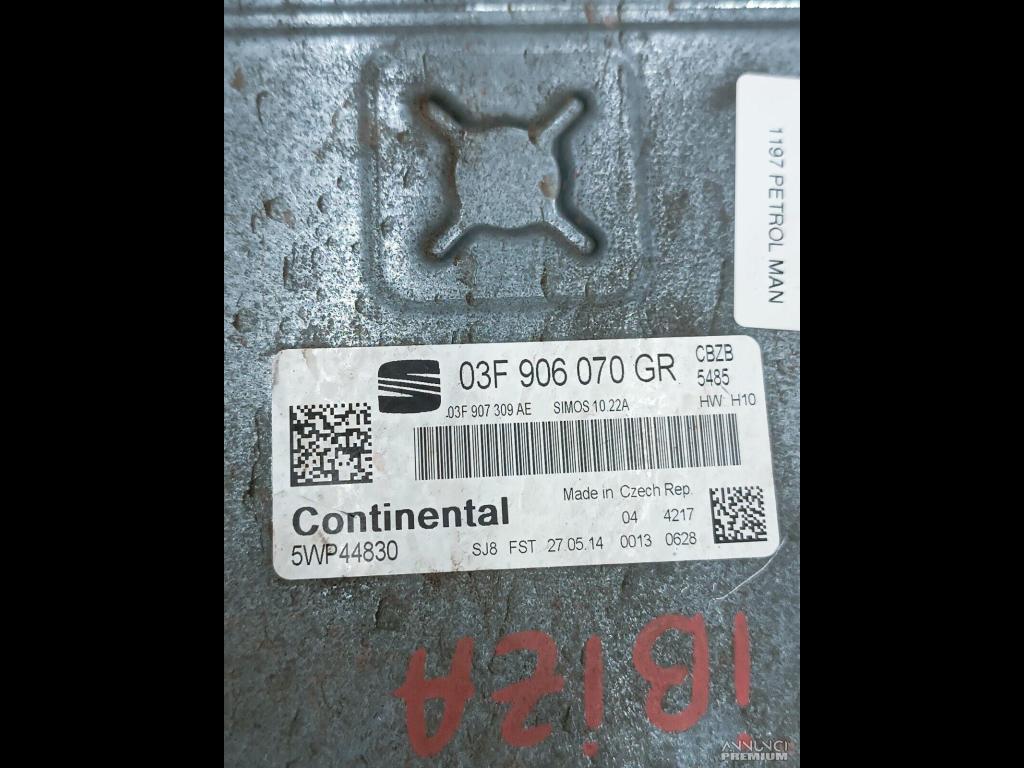 1197 PETROL MAN
03F 906 070 GR
CBZB
5485
03F 907 309 AE SIMOS 10.22A HW H10
Made in Czech Rep.
Continental
04 4217
5WP44830
SJ8 FST 27.05.14 0013 0628
IBIZA
ANNUNCI
PREMIUM